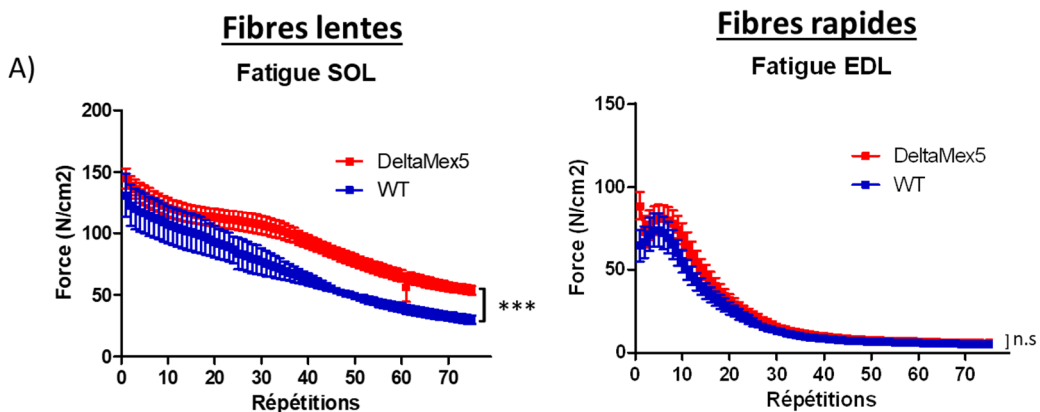 Fibres lentes
Fibres rapides
A)
Fatigue SOL
Fatigue EDL
200
150
100
50
0
Force (N/cm2)
DeltaMex5
WT
***
0 10 20 30 40 50 60 70
Répétitions
150
100
50
0
Force (N/cm2)
DeltaMex5
WT
n.s
0 10 20 30 40 50 60 70
Répétitions